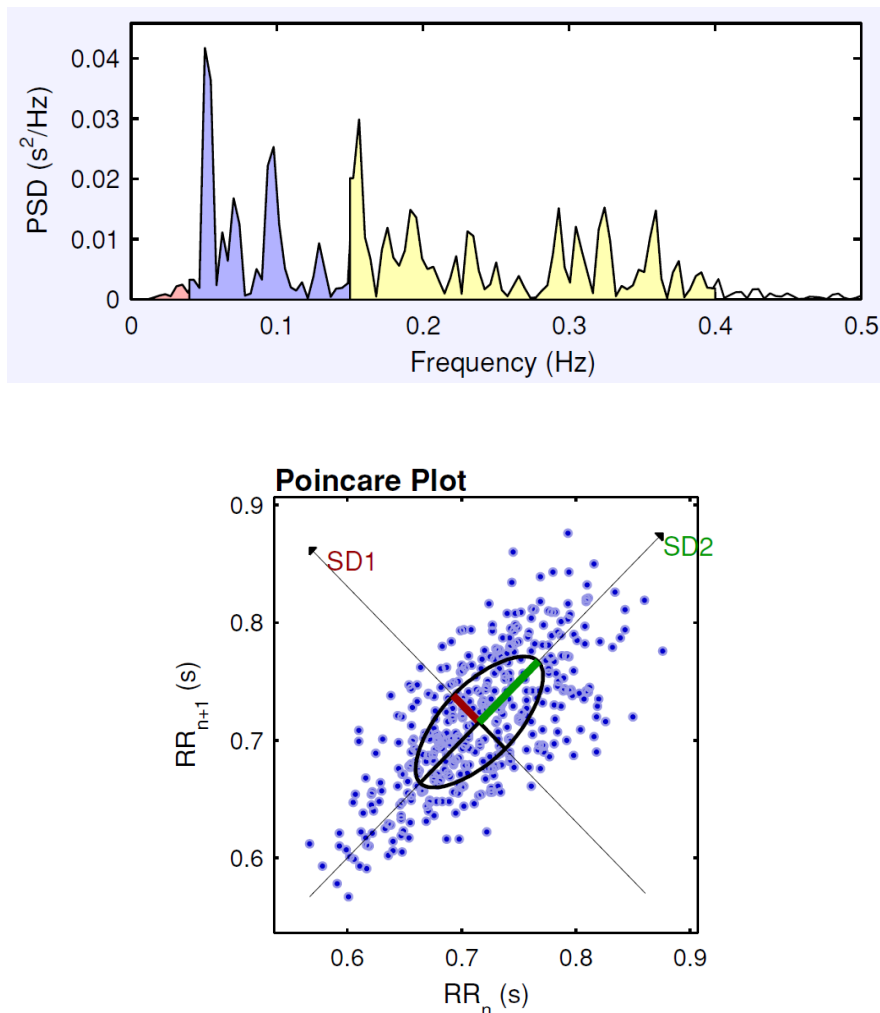 0.04
0.03
0.02
0.01
0
PSD (s²/Hz)
0 0.1 0.2 0.3 0.4 0.5
Frequency (Hz)
Poincare Plot
0.9
0.8
0.7
0.6
SD1
SD2
RRₙ₊₁ (s)
0.6 0.7 0.8 0.9
RRₙ (s)